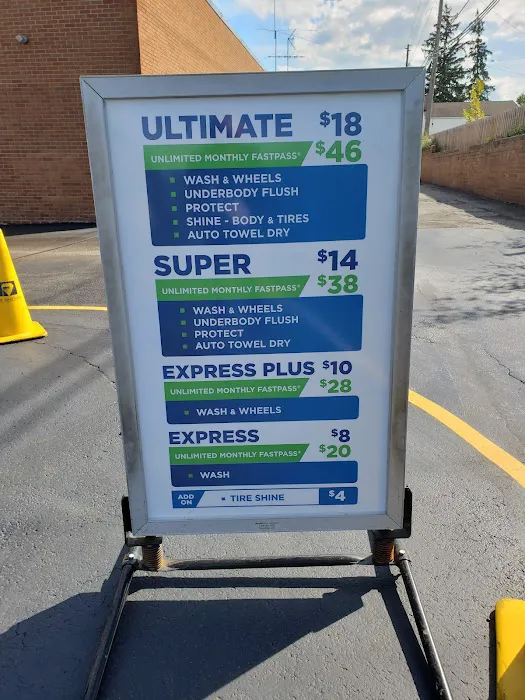 ULTIMATE $18
UNLIMITED MONTHLY FASTPASS® $46
▪ WASH & WHEELS
▪ UNDERBODY FLUSH
▪ PROTECT
▪ SHINE - BODY & TIRES
▪ AUTO TOWEL DRY
SUPER $14
UNLIMITED MONTHLY FASTPASS® $38
▪ WASH & WHEELS
▪ UNDERBODY FLUSH
▪ PROTECT
▪ AUTO TOWEL DRY
EXPRESS PLUS $10
UNLIMITED MONTHLY FASTPASS® $28
▪ WASH & WHEELS
EXPRESS $8
UNLIMITED MONTHLY FASTPASS® $20
▪ WASH
ADD ON ▪ TIRE SHINE $4